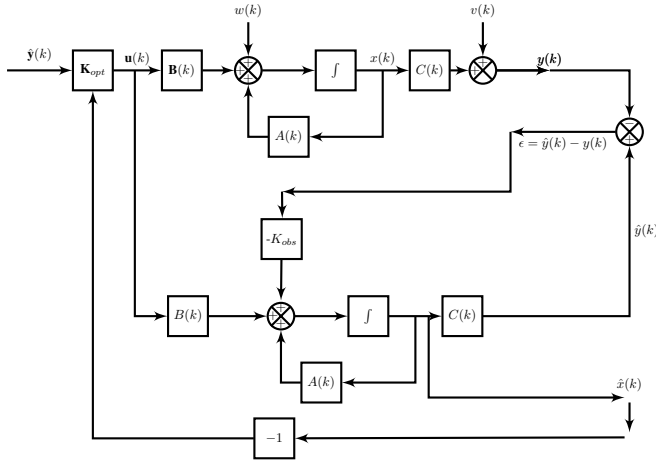 w(k)
v(k)
ŷ(k)
K_opt
u(k)
B(k)
+
+
+
∫
x(k)
C(k)
+
+
y(k)
A(k)
−
+
ϵ = ŷ(k) − y(k)
-K_obs
ŷ(k)
B(k)
+
+
+
∫
C(k)
A(k)
x̂(k)
−1